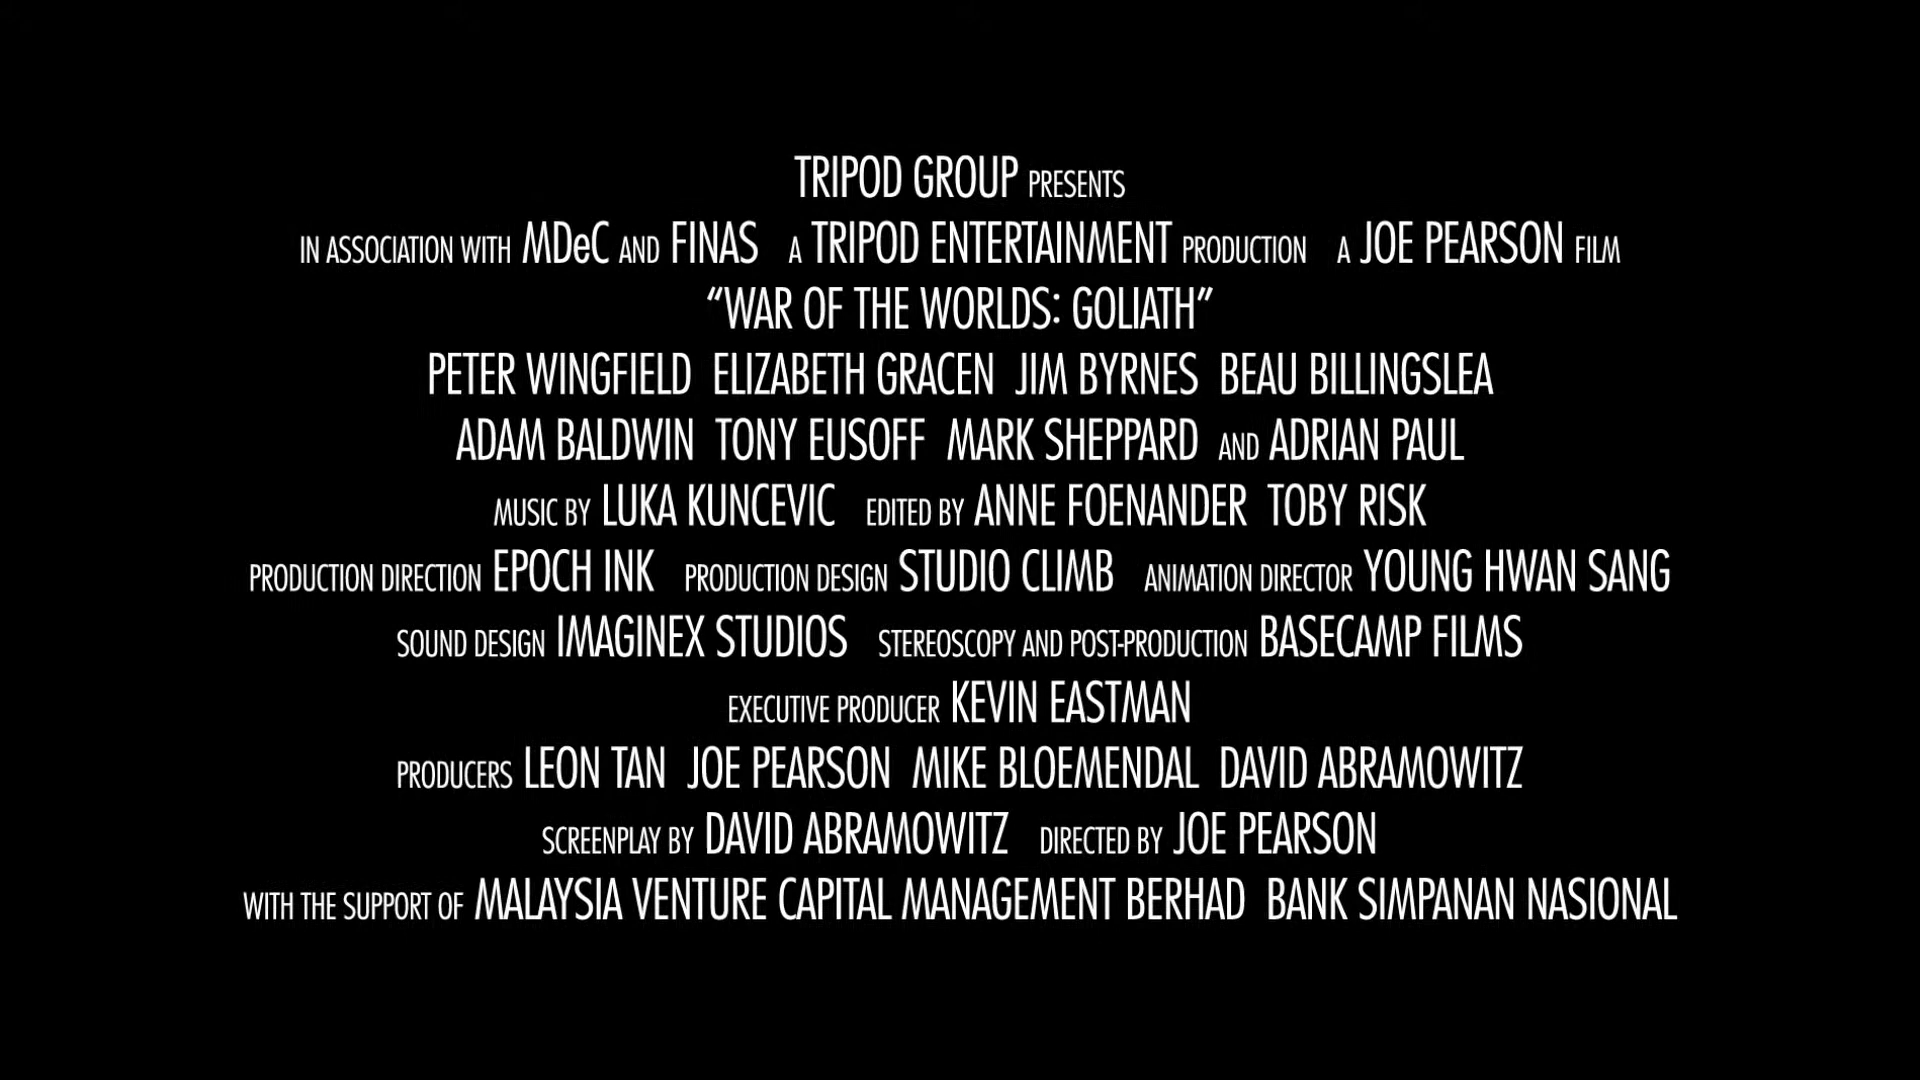 TRIPOD GROUP PRESENTS
IN ASSOCIATION WITH MDeC AND FINAS A TRIPOD ENTERTAINMENT PRODUCTION A JOE PEARSON FILM
“WAR OF THE WORLDS: GOLIATH”
PETER WINGFIELD ELIZABETH GRACEN JIM BYRNES BEAU BILLINGSLEA
ADAM BALDWIN TONY EUSOFF MARK SHEPPARD AND ADRIAN PAUL
MUSIC BY LUKA KUNCEVIC EDITED BY ANNE FOENANDER TOBY RISK
PRODUCTION DIRECTION EPOCH INK PRODUCTION DESIGN STUDIO CLIMB ANIMATION DIRECTOR YOUNG HWAN SANG
SOUND DESIGN IMAGINEX STUDIOS STEREOSCOPY AND POST-PRODUCTION BASECAMP FILMS
EXECUTIVE PRODUCER KEVIN EASTMAN
PRODUCERS LEON TAN JOE PEARSON MIKE BLOEMENDAL DAVID ABRAMOWITZ
SCREENPLAY BY DAVID ABRAMOWITZ DIRECTED BY JOE PEARSON
WITH THE SUPPORT OF MALAYSIA VENTURE CAPITAL MANAGEMENT BERHAD BANK SIMPANAN NASIONAL